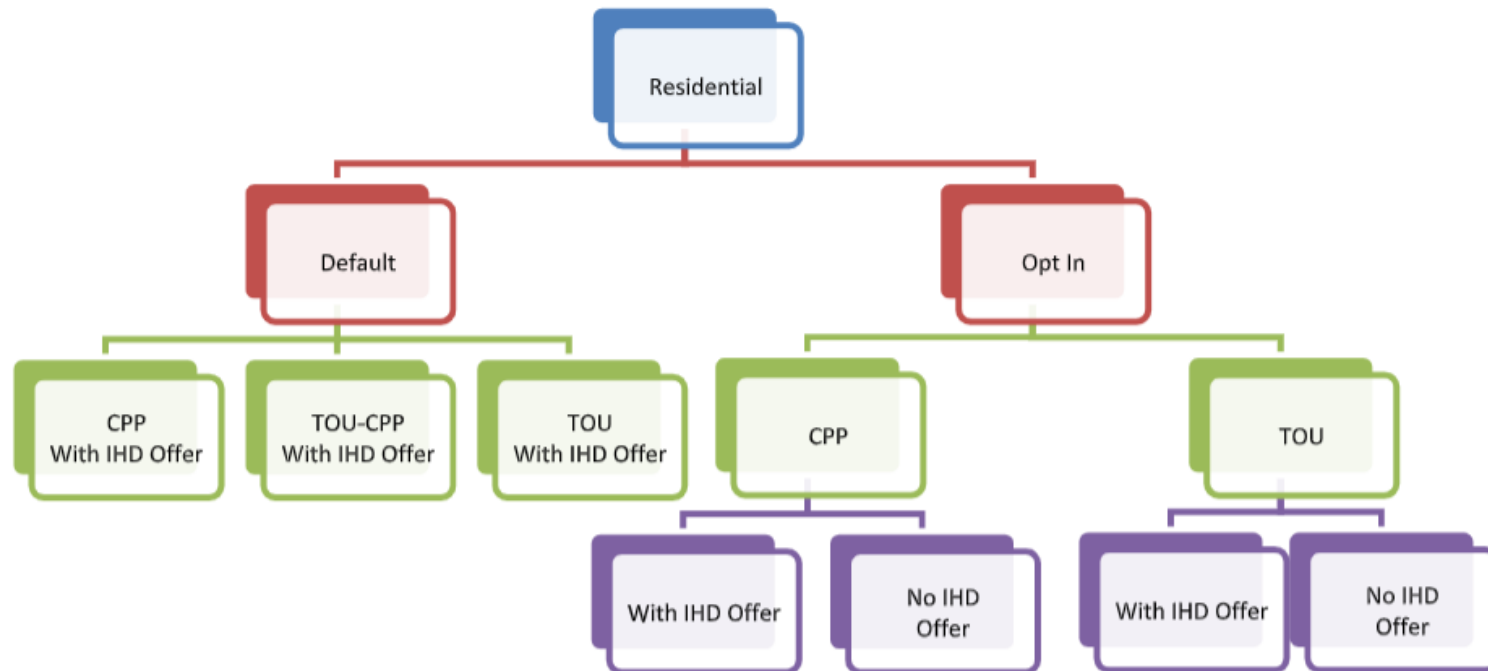 Residential
Default
Opt In
CPP
With IHD Offer
TOU-CPP
With IHD Offer
TOU
With IHD Offer
CPP
TOU
With IHD Offer
No IHD
Offer
With IHD Offer
No IHD
Offer